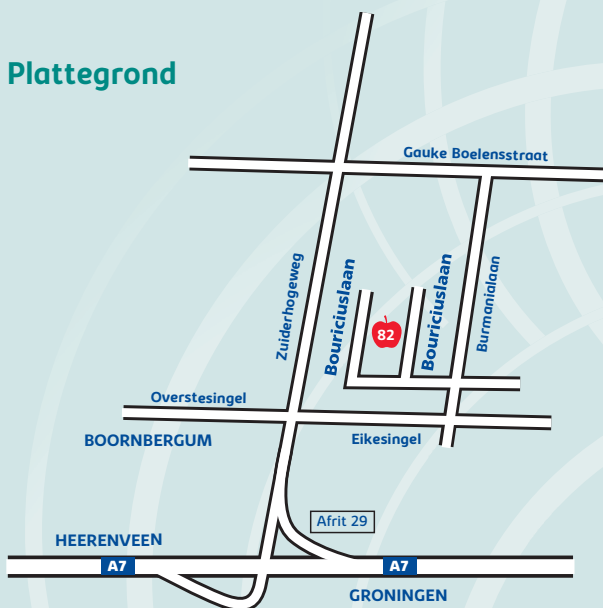 Plattegrond
Gauke Boelensstraat
Zuiderhogeweg
Bouriciuslaan
82
Bouriciuslaan
Burmanialaan
Overstesingel
BOORNBERGUM
Eikesingel
Afrit 29
HEERENVEEN
A7
A7
GRONINGEN